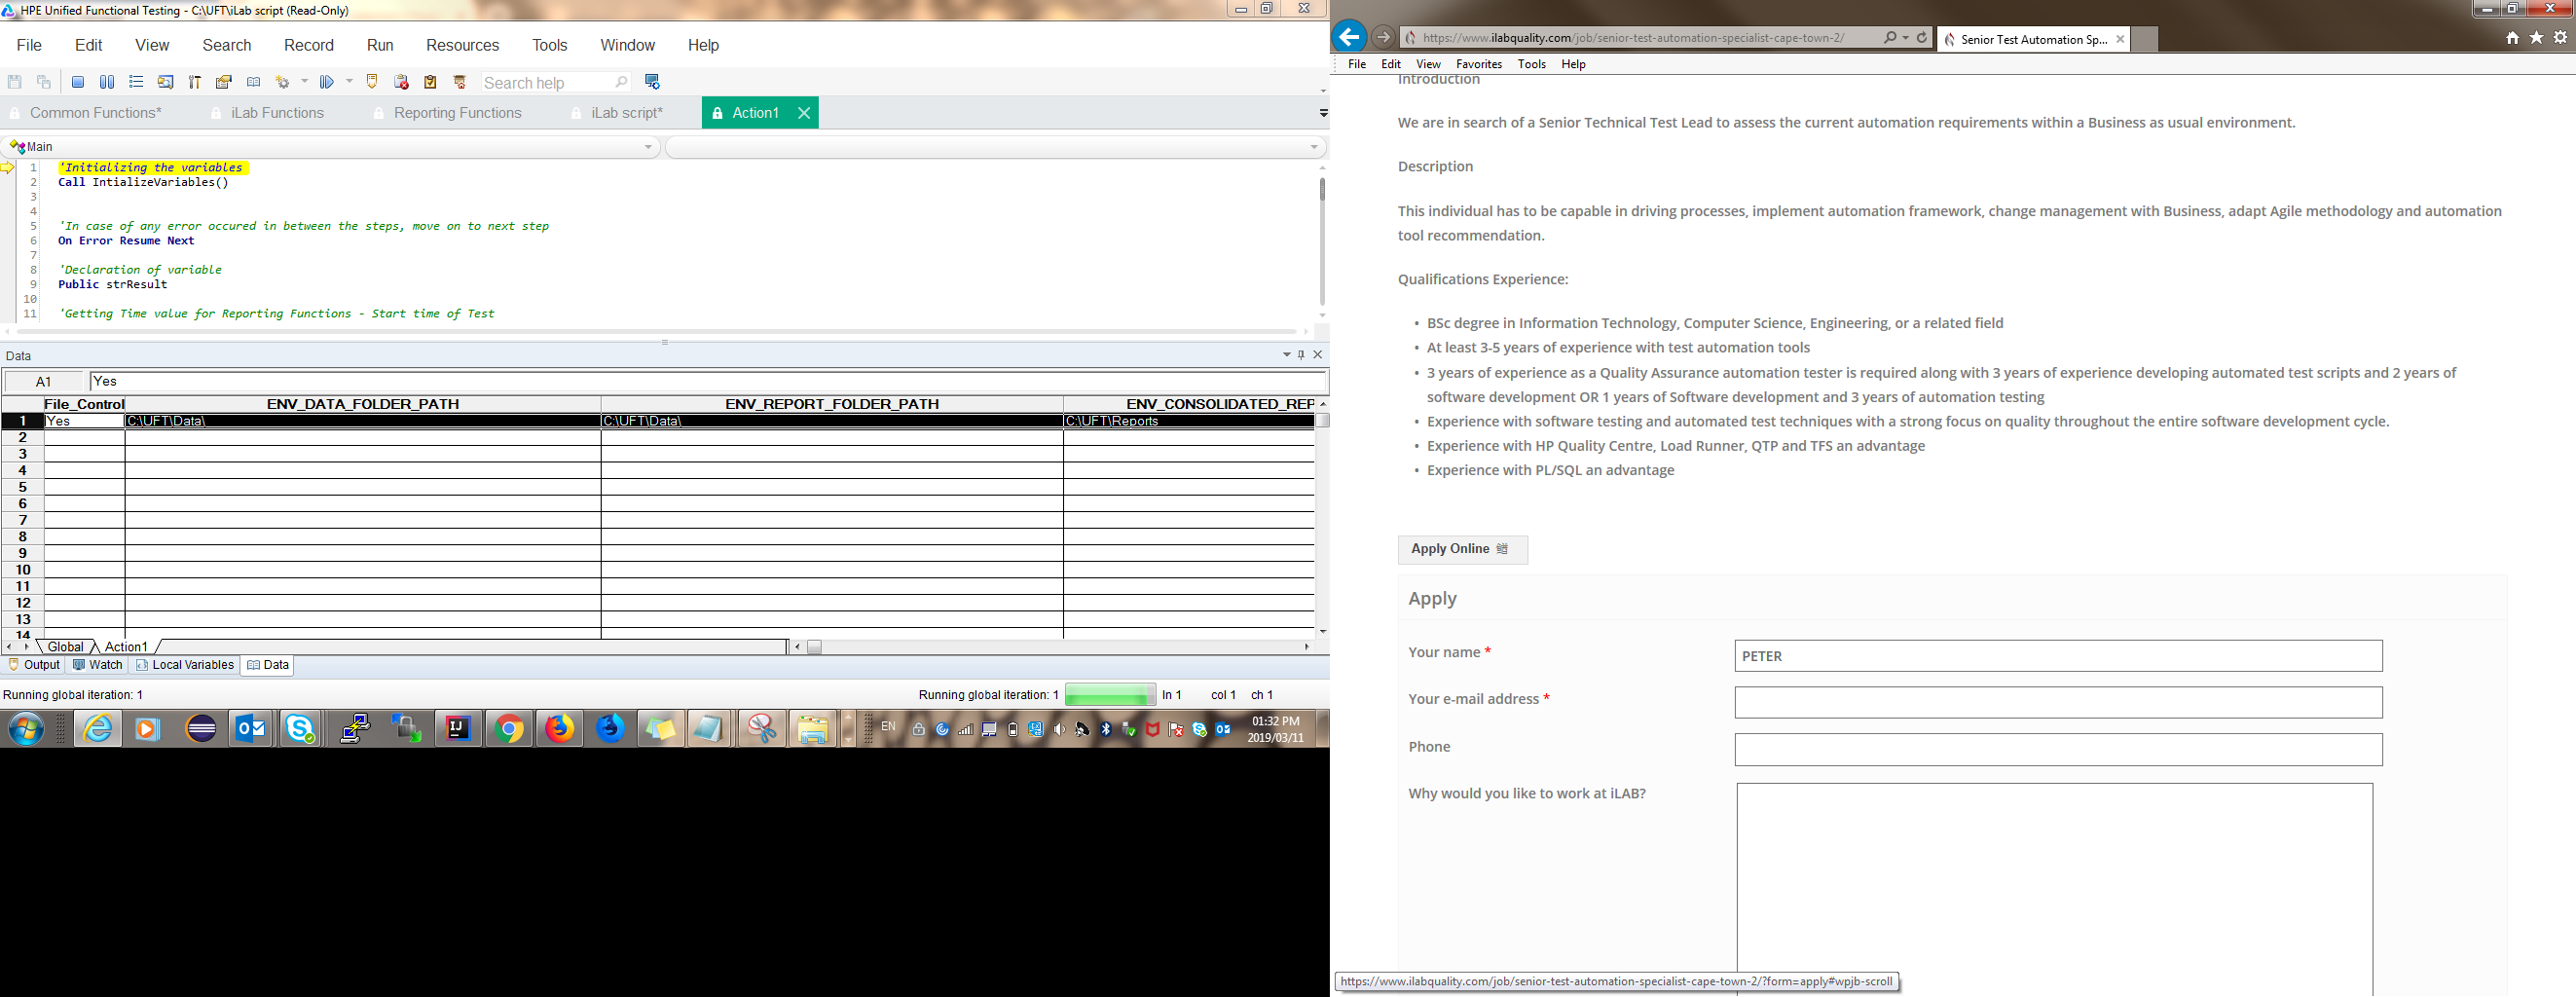 HPE Unified Functional Testing - C:\UFT\iLab script (Read-Only)
File Edit View Search Record Run Resources Tools Window Help
Search help
Common Functions* iLab Functions Reporting Functions iLab script* Action1
Main
1 'Initializing the variables
2 Call IntializeVariables()
3
4
5 'In case of any error occured in between the steps, move on to next step
6 On Error Resume Next
7
8 'Declaration of variable
9 Public strResult
10
11 'Getting Time value for Reporting Functions - Start time of Test
Data
A1 Yes
File_Control ENV_DATA_FOLDER_PATH ENV_REPORT_FOLDER_PATH ENV_CONSOLIDATED_REP
1 Yes C:\UFT\Data\ C:\UFT\Data\ C:\UFT\Reports
2
3
4
5
6
7
8
9
10
11
12
13
14
Global Action1
Output Watch Local Variables Data
Running global iteration: 1 Running global iteration: 1 ln 1 col 1 ch 1
EN 01:32 PM
2019/03/11
https://www.ilabquality.com/job/senior-test-automation-specialist-cape-town-2/ Senior Test Automation Sp...
File Edit View Favorites Tools Help
Introduction
We are in search of a Senior Technical Test Lead to assess the current automation requirements within a Business as usual environment.
Description
This individual has to be capable in driving processes, implement automation framework, change management with Business, adapt Agile methodology and automation
tool recommendation.
Qualifications Experience:
• BSc degree in Information Technology, Computer Science, Engineering, or a related field
• At least 3-5 years of experience with test automation tools
• 3 years of experience as a Quality Assurance automation tester is required along with 3 years of experience developing automated test scripts and 2 years of
software development OR 1 years of Software development and 3 years of automation testing
• Experience with software testing and automated test techniques with a strong focus on quality throughout the entire software development cycle.
• Experience with HP Quality Centre, Load Runner, QTP and TFS an advantage
• Experience with PL/SQL an advantage
Apply Online
Apply
Your name * PETER
Your e-mail address *
Phone
Why would you like to work at iLAB?
https://www.ilabquality.com/job/senior-test-automation-specialist-cape-town-2/?form=apply#wpjb-scroll